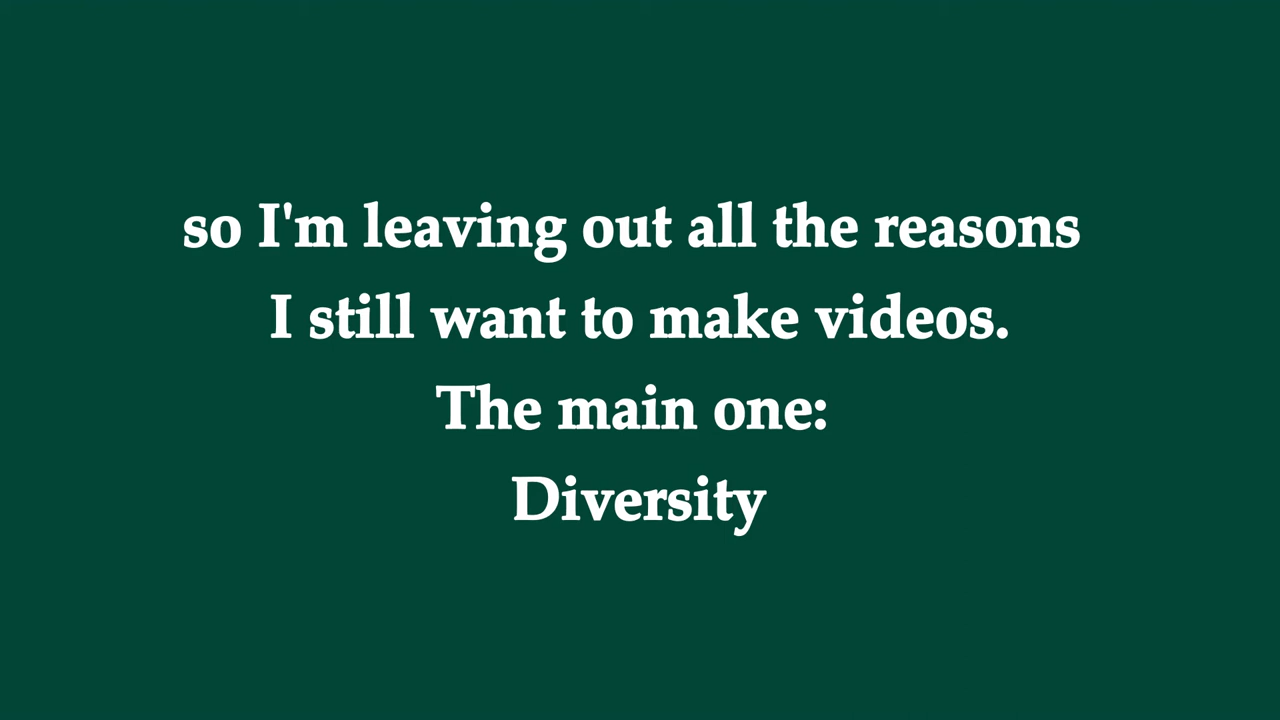 so I'm leaving out all the reasons
I still want to make videos.
The main one:
Diversity